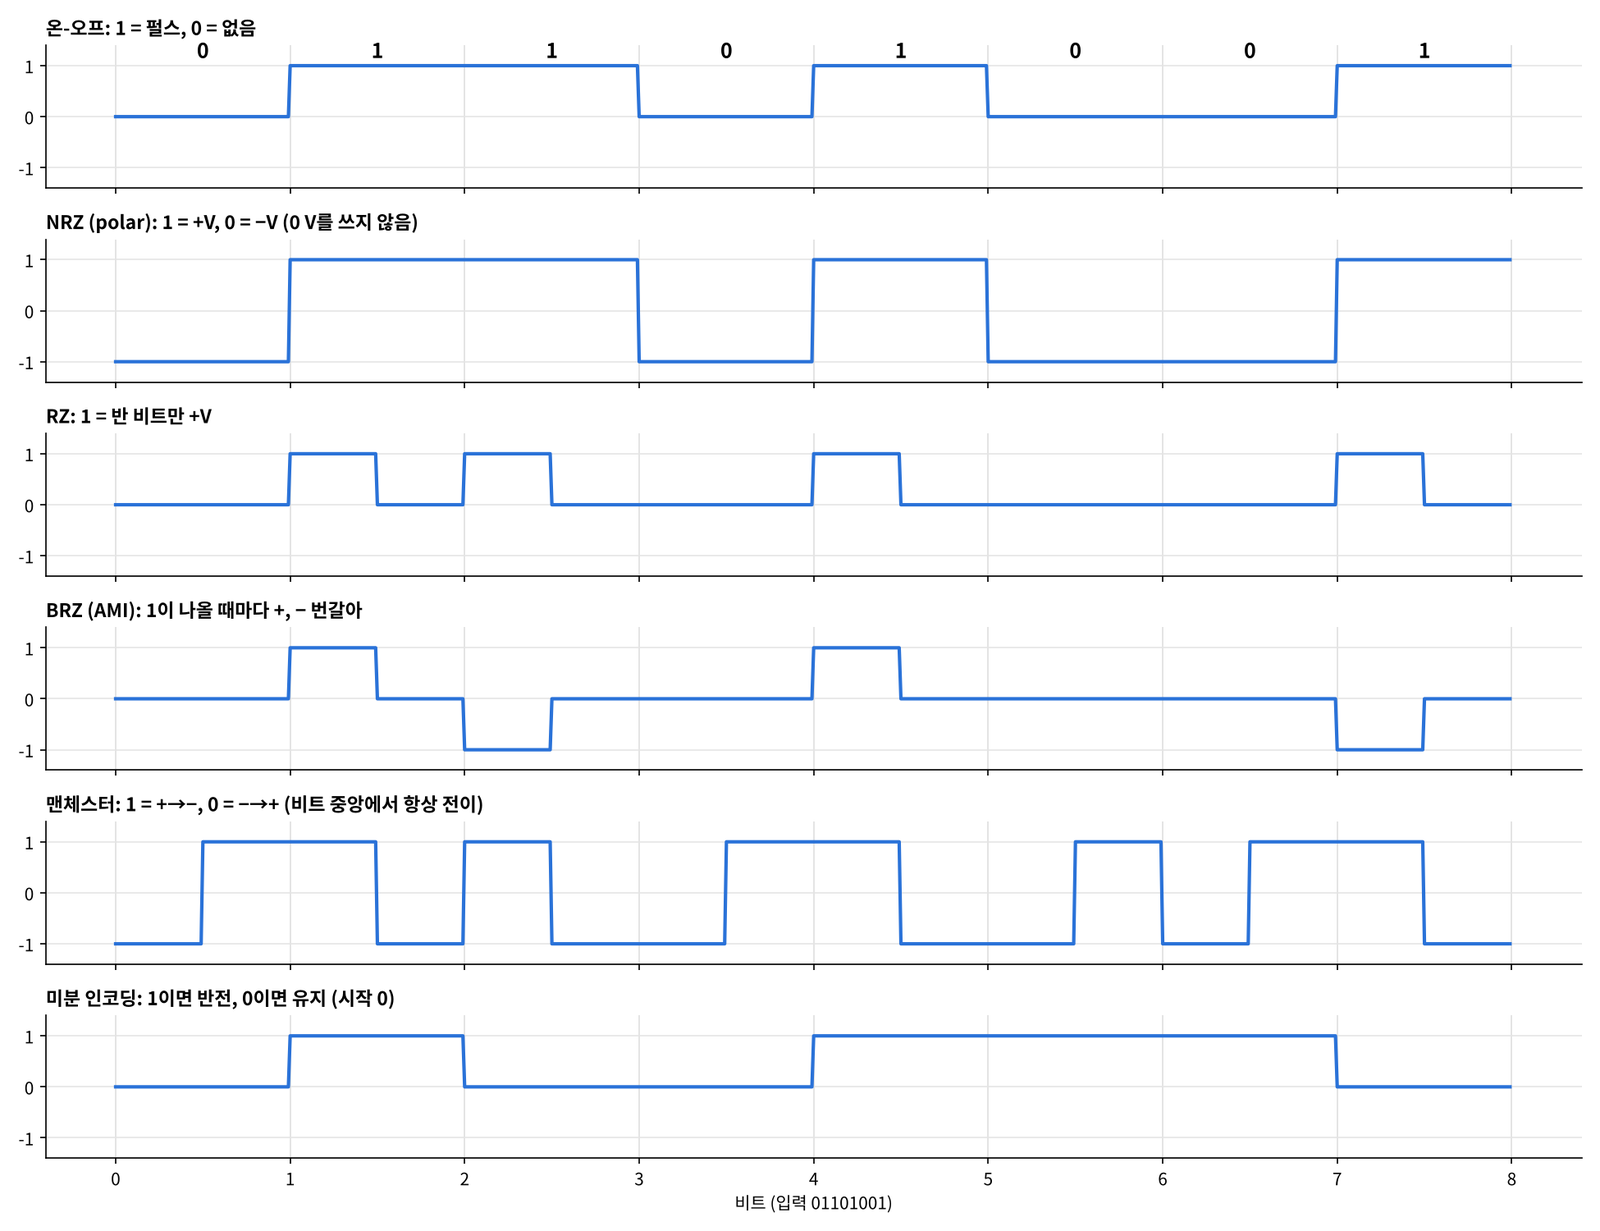 온-오프: 1 = 펄스, 0 = 없음
0 1 1 0 1 0 0 1
1
0
-1
NRZ (polar): 1 = +V, 0 = −V (0 V를 쓰지 않음)
1
0
-1
RZ: 1 = 반 비트만 +V
1
0
-1
BRZ (AMI): 1이 나올 때마다 +, − 번갈아
1
0
-1
맨체스터: 1 = +→−, 0 = −→+ (비트 중앙에서 항상 전이)
1
0
-1
미분 인코딩: 1이면 반전, 0이면 유지 (시작 0)
1
0
-1
0 1 2 3 4 5 6 7 8
비트 (입력 01101001)